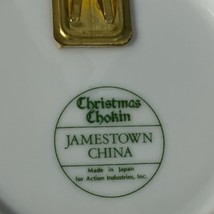 Christmas
Chokin
JAMESTOWN
CHINA
Made in Japan
for Action Industries, Inc.